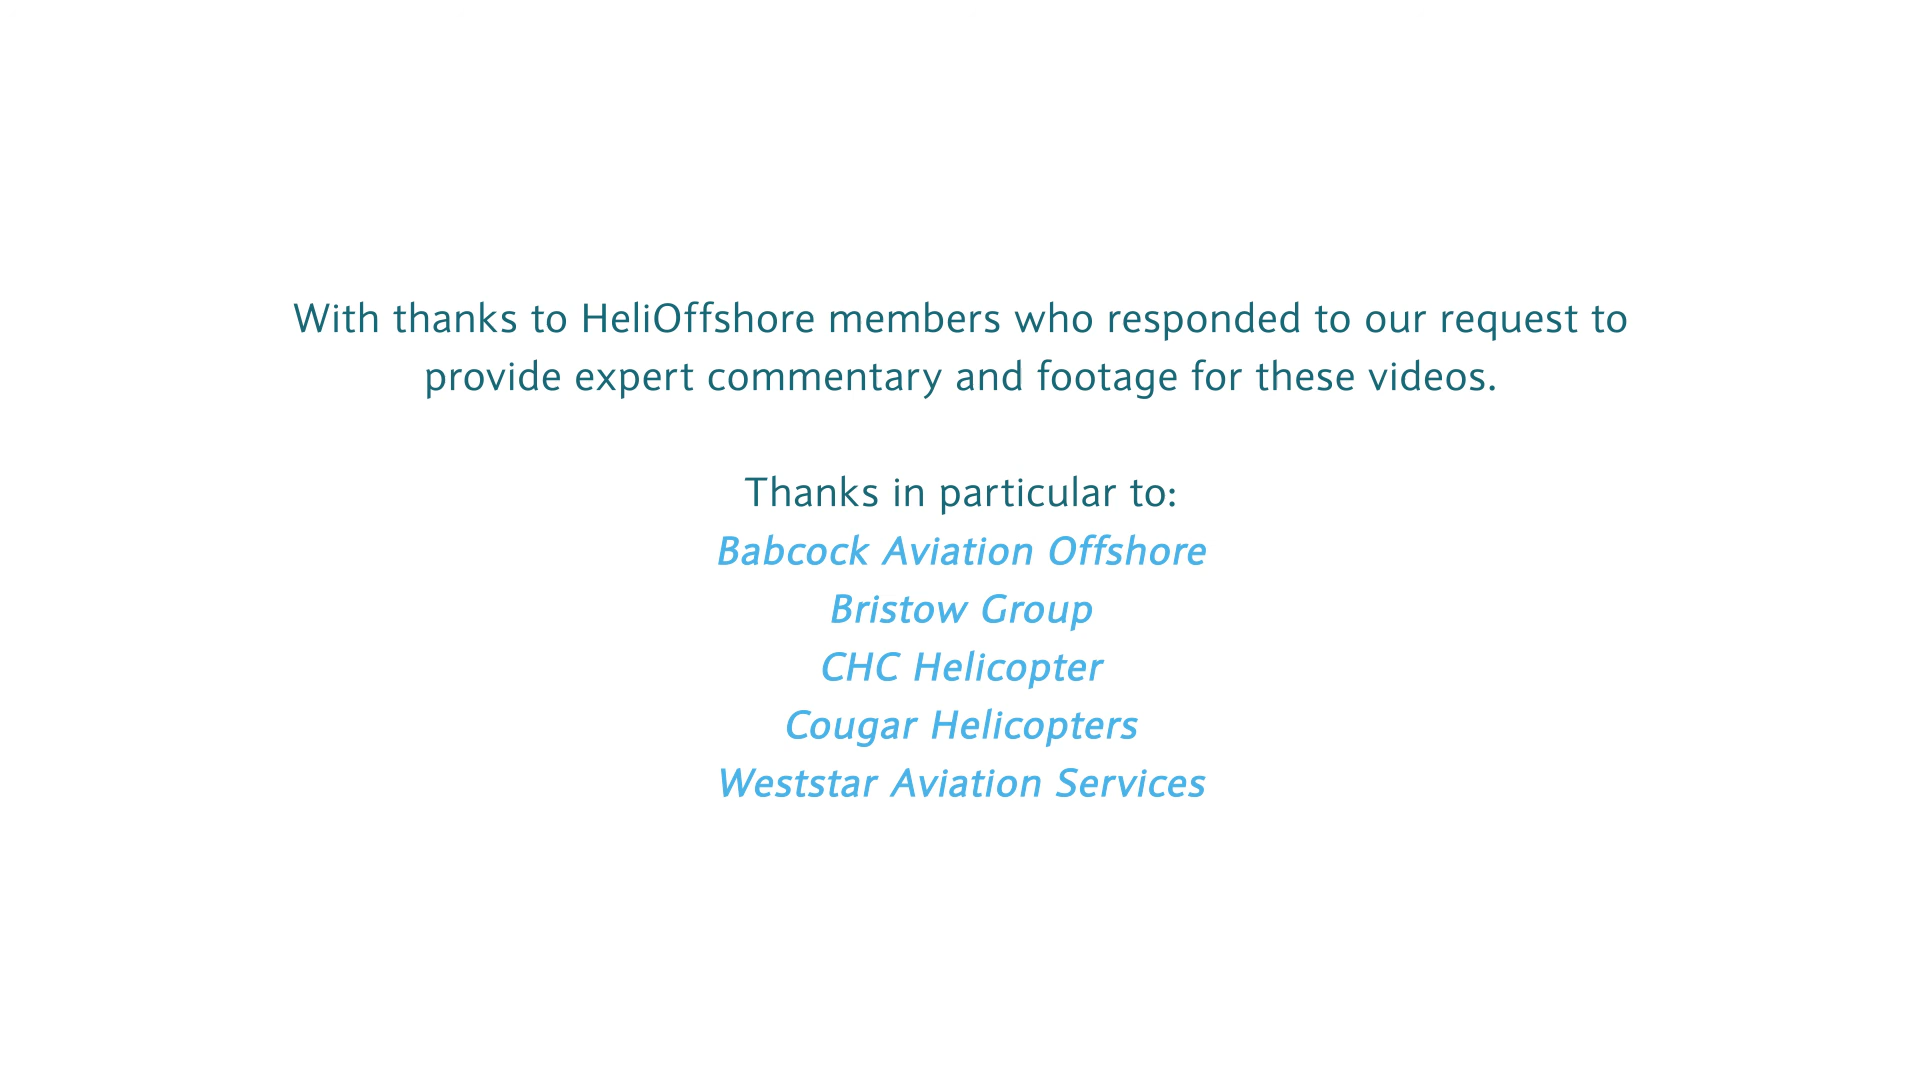 With thanks to HeliOffshore members who responded to our request to
provide expert commentary and footage for these videos.
Thanks in particular to:
Babcock Aviation Offshore
Bristow Group
CHC Helicopter
Cougar Helicopters
Weststar Aviation Services